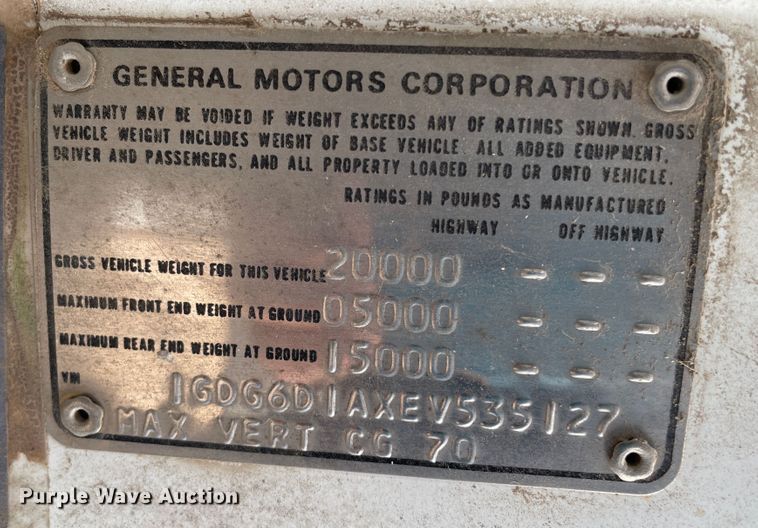 GENERAL MOTORS CORPORATION
WARRANTY MAY BE VOIDED IF WEIGHT EXCEEDS ANY OF RATINGS SHOWN. GROSS
VEHICLE WEIGHT INCLUDES WEIGHT OF BASE VEHICLE. ALL ADDED EQUIPMENT,
DRIVER AND PASSENGERS, AND ALL PROPERTY LOADED INTO OR ONTO VEHICLE.
RATINGS IN POUNDS AS MANUFACTURED
HIGHWAY OFF HIGHWAY
GROSS VEHICLE WEIGHT FOR THIS VEHICLE 20000 - - -
MAXIMUM FRONT END WEIGHT AT GROUND 05000 - - -
MAXIMUM REAR END WEIGHT AT GROUND 15000 - - -
VIN 1GDG6D1AXEV535127
MAX VERT CG 70
Purple Wave Auction